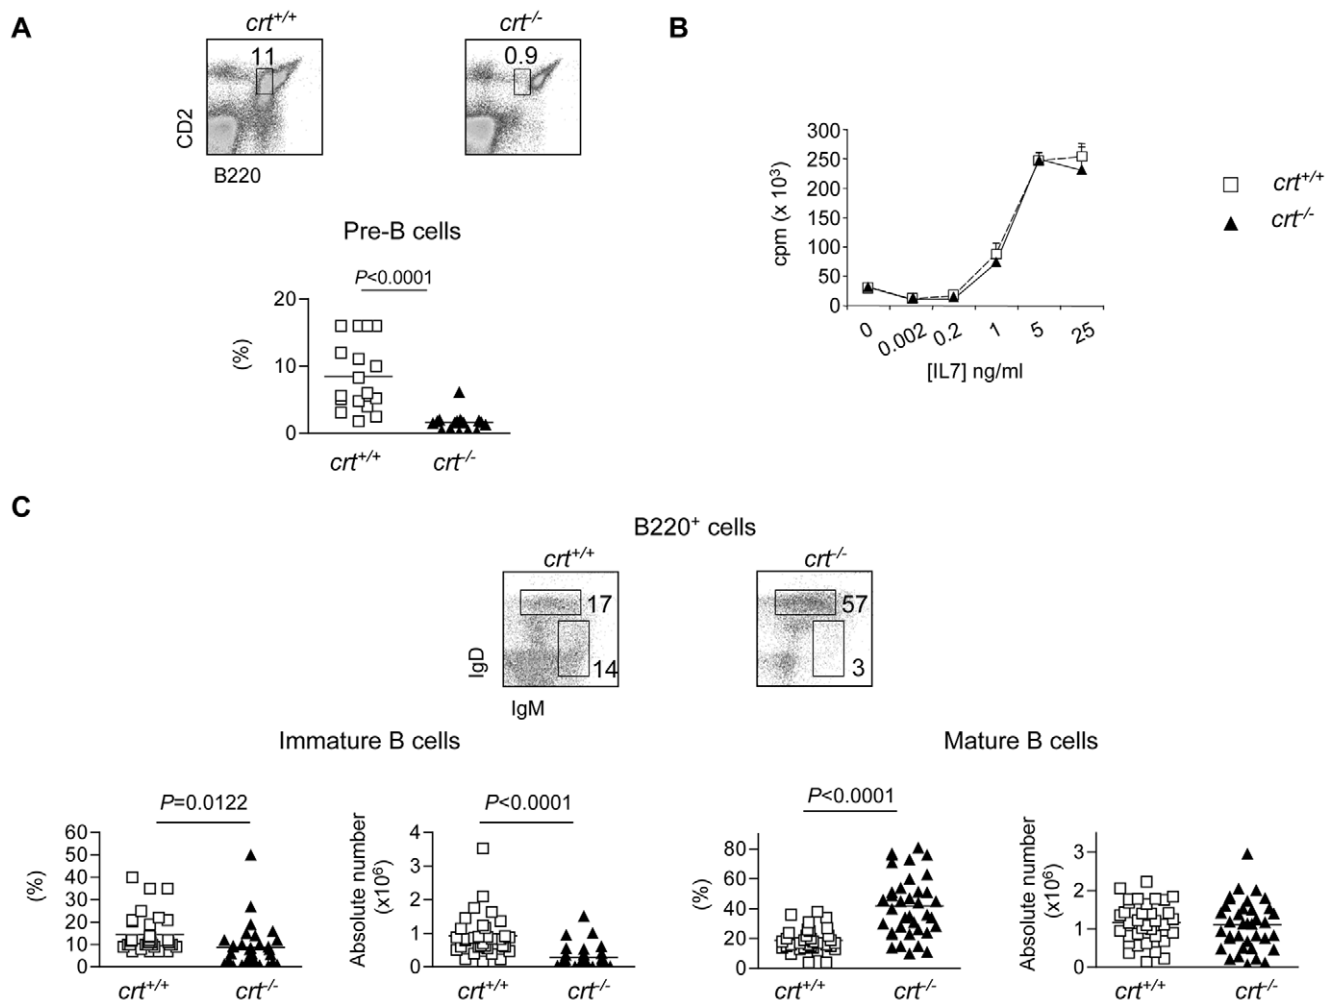 A
crt+/+
crt-/-
11
0.9
CD2
B220
Pre-B cells
P<0.0001
20
10
0
(%)
crt+/+
crt-/-
B
300
250
200
150
100
50
0
cpm (x 10³)
0
0.002
0.2
1
5
25
[IL7] ng/ml
crt+/+
crt-/-
C
B220+ cells
crt+/+
crt-/-
17
14
57
3
IgD
IgM
Immature B cells
P=0.0122
60
50
40
30
20
10
0
(%)
crt+/+
crt-/-
P<0.0001
4
3
2
1
0
Absolute number
(x10⁶)
crt+/+
crt-/-
Mature B cells
P<0.0001
80
60
40
20
0
(%)
crt+/+
crt-/-
3
2
1
0
Absolute number
(x10⁶)
crt+/+
crt-/-